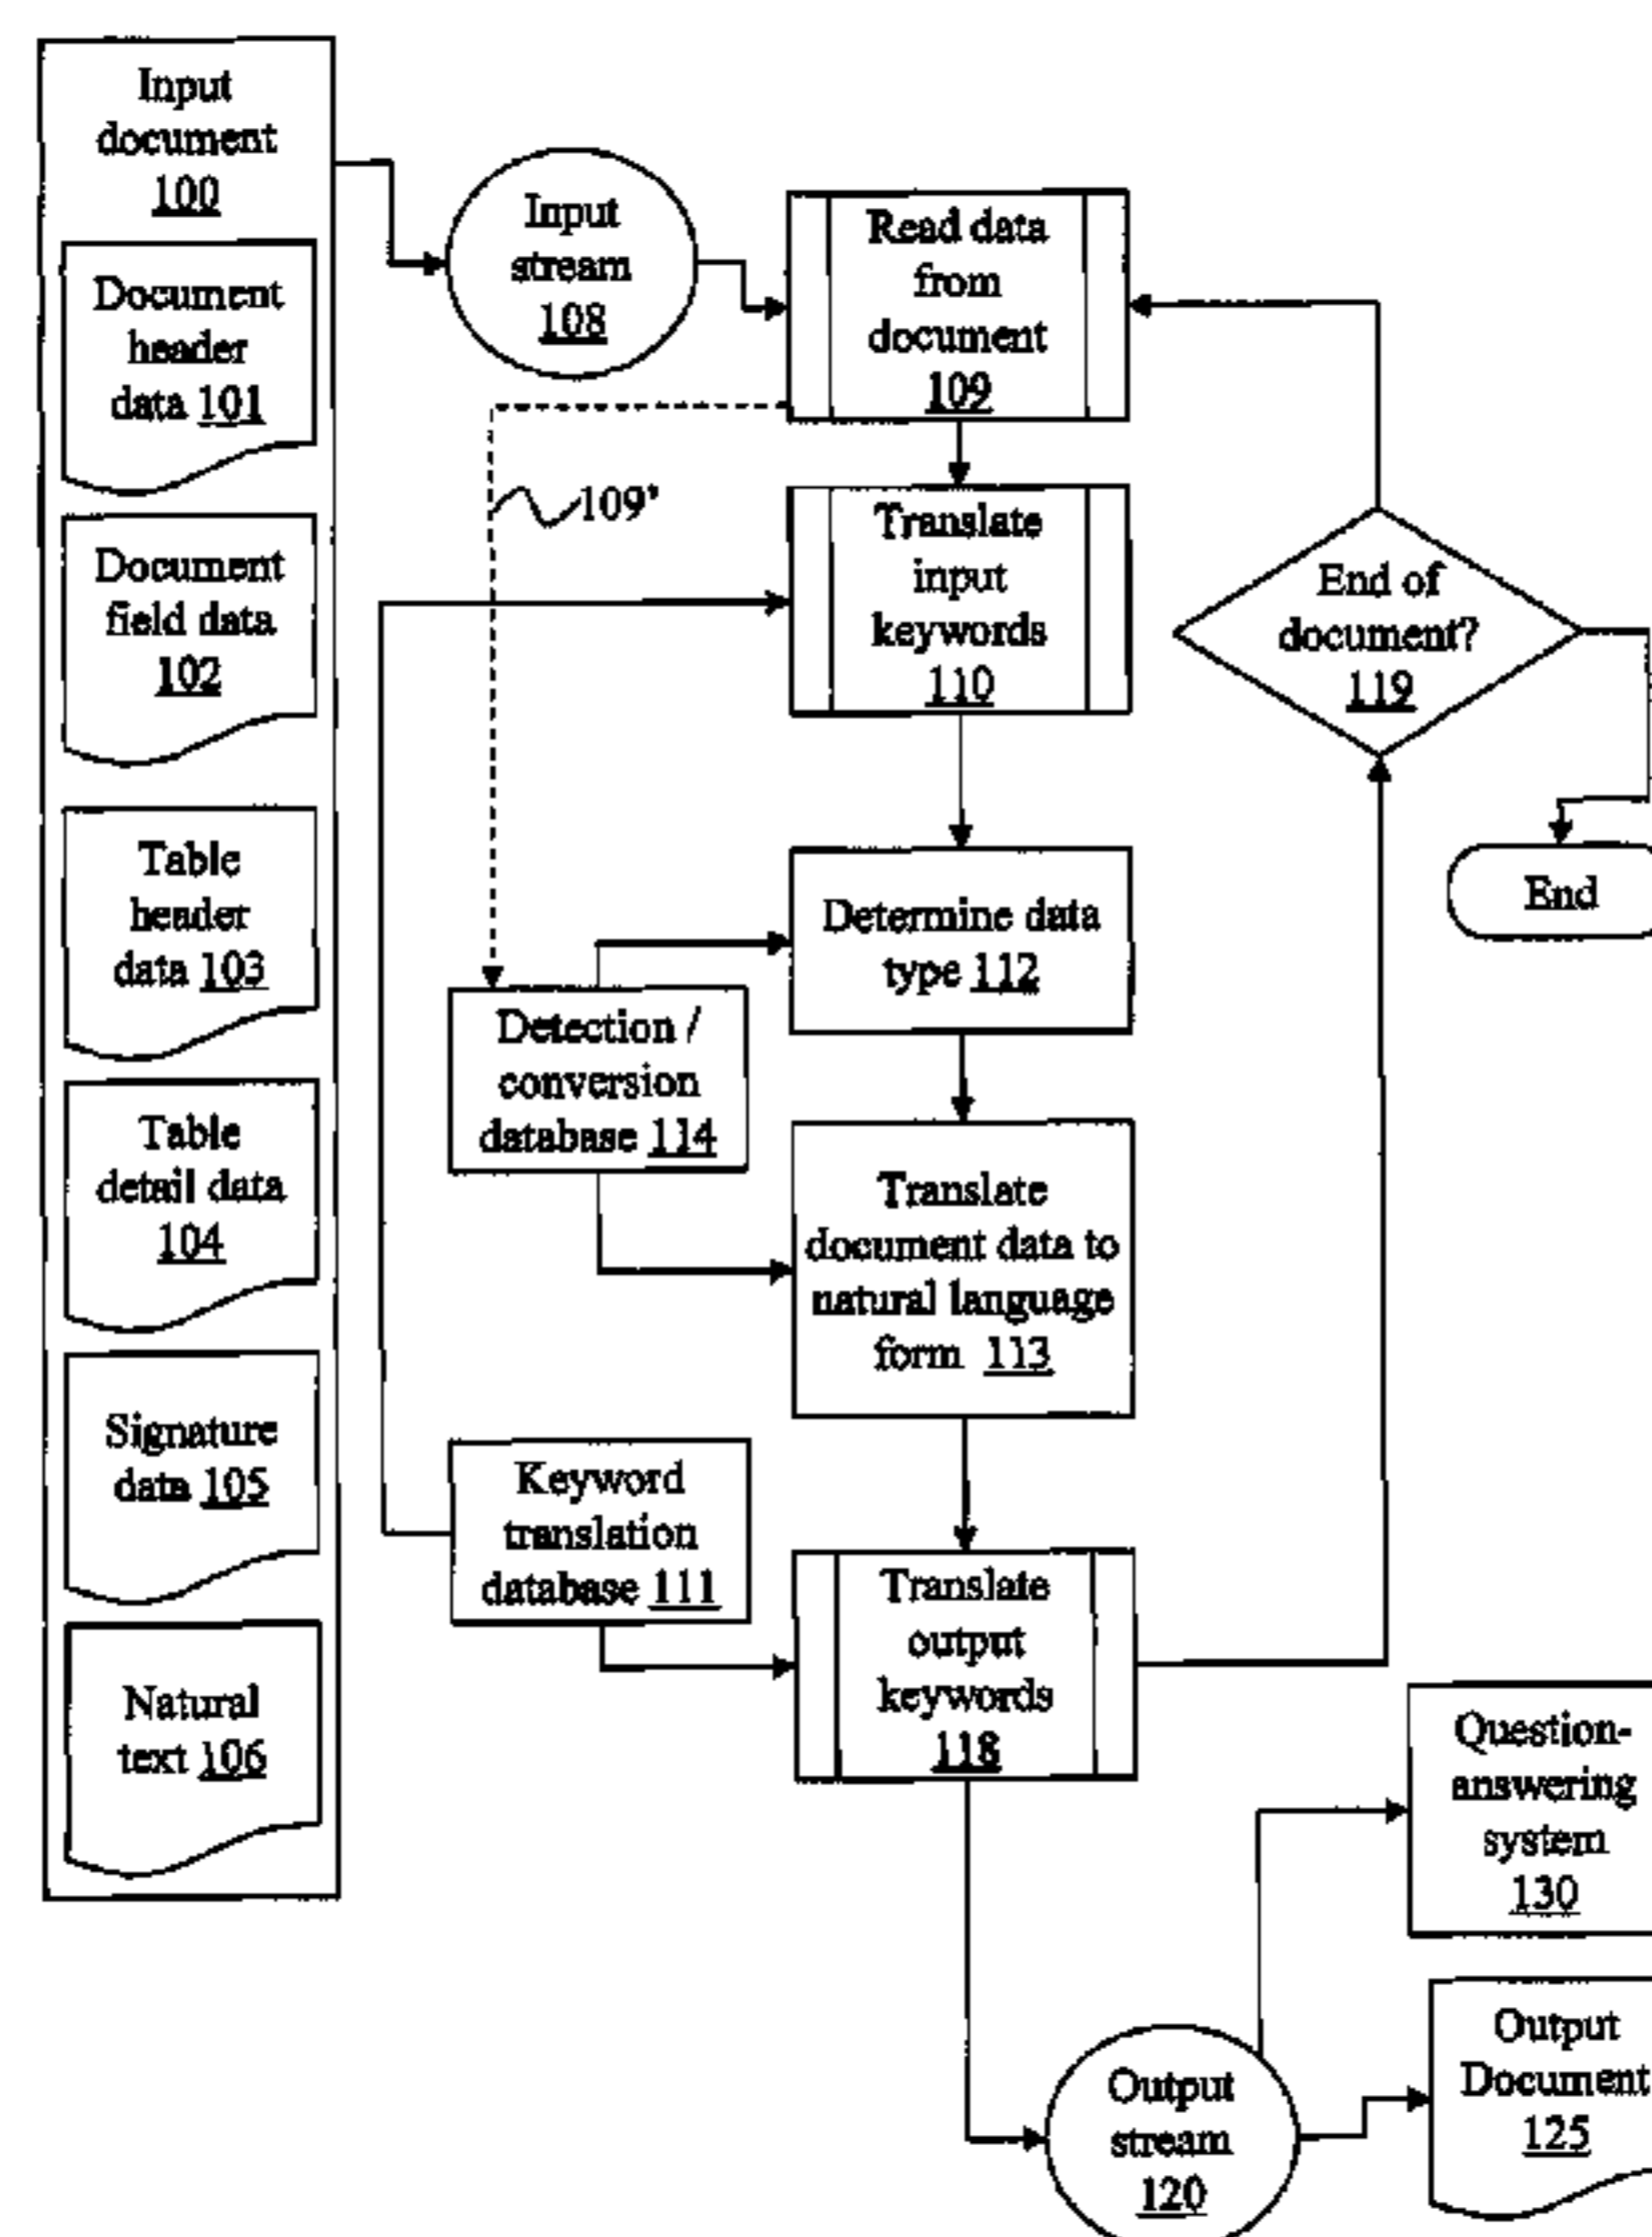 Input
document
100
Document
header
data 101
Document
field data
102
Table
header
data 103
Table
detail data
104
Signature
data 105
Natural
text 106
Input
stream
108
Read data
from
document
109
109'
Translate
input
keywords
110
End of
document?
119
End
Determine data
type 112
Detection /
conversion
database 114
Translate
document data to
natural language
form 113
Keyword
translation
database 111
Translate
output
keywords
118
Question-
answering
system
130
Output
Document
125
Output
stream
120